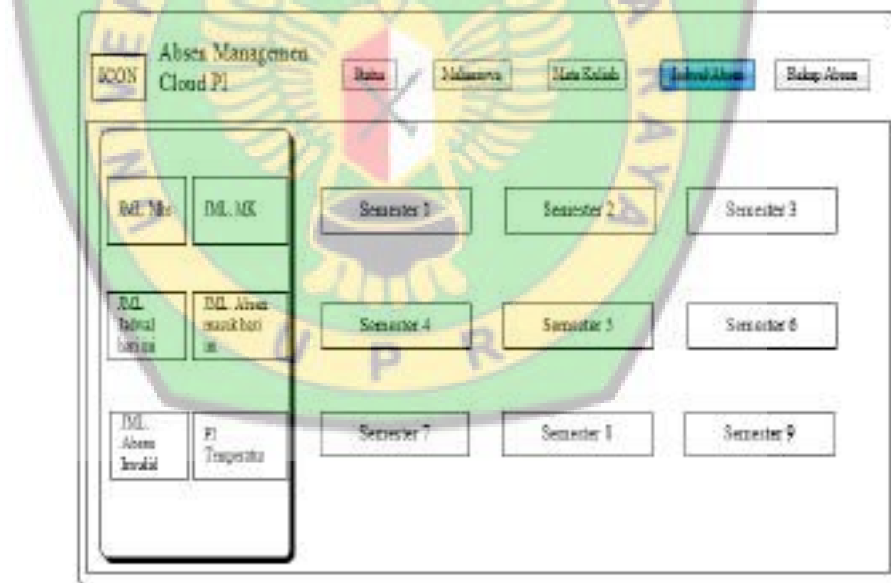 Absen Managemen
Cloud PI
ICON
Mahasiswa
Mata Kuliah
Jadwal Absen
Rekap Absen
JML. Mhs
JML. MK
Semester 1
Semester 2
Semester 3
JML.
Jadwal
hari ini
JML. Absen
masuk hari
ini
Semester 4
Semester 5
Semester 6
JML.
Absen
Invalid
PI
Temperatur
Semester 7
Semester 8
Semester 9
U P R
RAYA